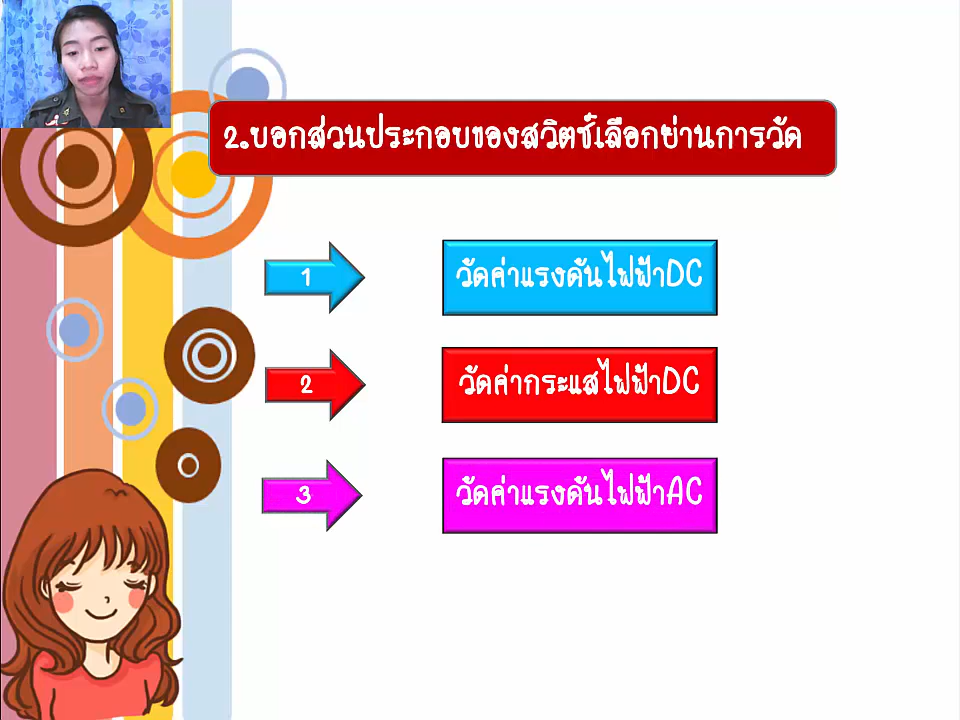 2.บอกส่วนประกอบของสวิตซ์เลือกย่านการวัด
1
วัดค่าแรงดันไฟฟ้าDC
2
วัดค่ากระแสไฟฟ้าDC
3
วัดค่าแรงดันไฟฟ้าAC